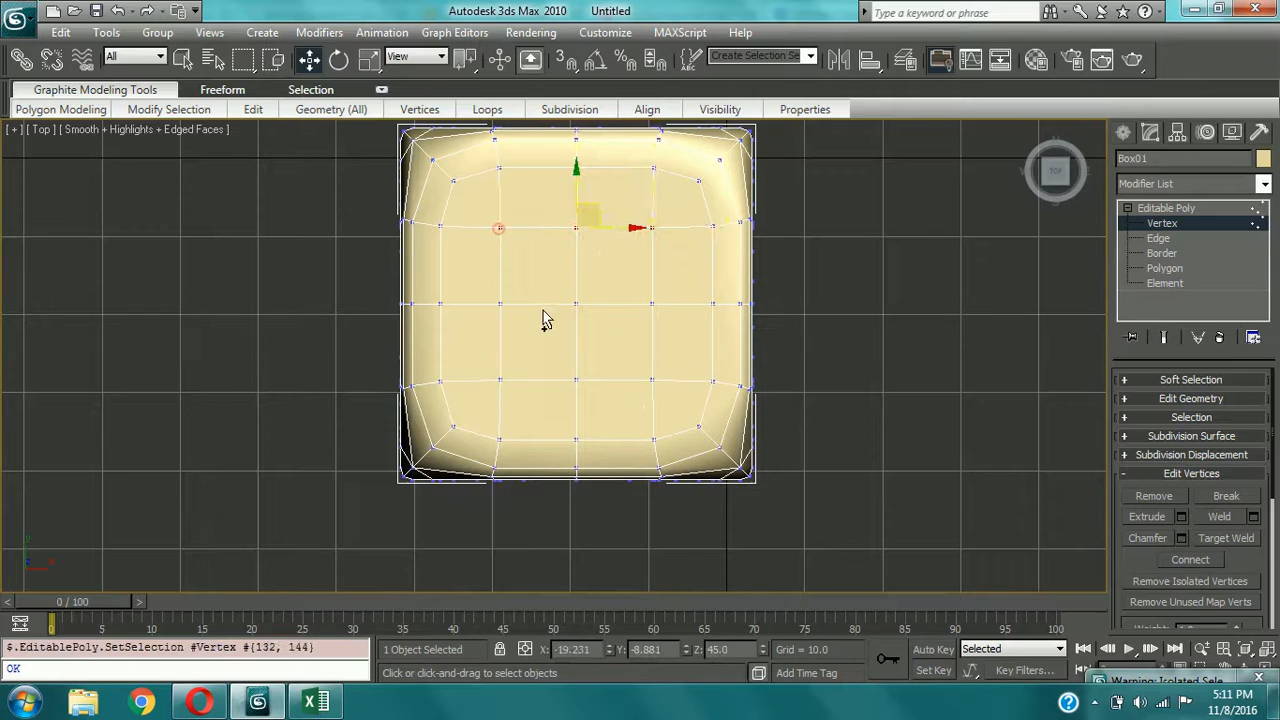 Autodesk 3ds Max 2010 Untitled
Type a keyword or phrase
Edit Tools Group Views Create Modifiers Animation Graph Editors Rendering Customize MAXScript Help
All View Create Selection Se
Graphite Modeling Tools Freeform Selection
Polygon Modeling Modify Selection Edit Geometry (All) Vertices Loops Subdivision Align Visibility Properties
[ + ] [ Top ] [ Smooth + Highlights + Edged Faces ]
TOP
Box01
Modifier List
Editable Poly
Vertex
Edge
Border
Polygon
Element
+ Soft Selection
+ Edit Geometry
+ Selection
+ Subdivision Surface
+ Subdivision Displacement
- Edit Vertices
Remove Break
Extrude Weld
Chamfer Target Weld
Connect
Remove Isolated Vertices
Remove Unused Map Verts
0 / 100
0 5 10 15 20 25 30 35 40 45 50 55 60 65 70 75 80 85 90 95 100
$.EditablePoly.SetSelection #Vertex #{132, 144}
OK
1 Object Selected X: -19.231 Y: -8.881 Z: 45.0 Grid = 10.0
Click or click-and-drag to select objects Add Time Tag
Auto Key Selected
Set Key Key Filters...
Warning: Isolated Sele
5:11 PM
11/8/2016